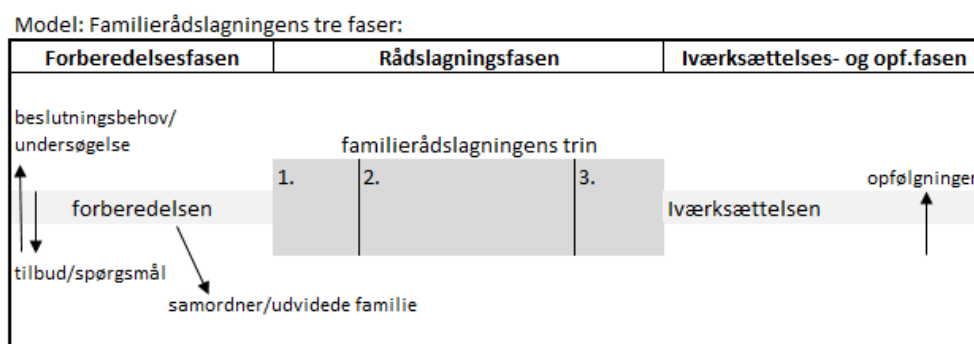 Model: Familierådslagningens tre faser:
Forberedelsesfasen
Rådslagningsfasen
Iværksættelses- og opf.fasen
beslutningsbehov/
undersøgelse
familierådslagningens trin
1.
2.
3.
opfølgningen
forberedelsen
Iværksættelsen
tilbud/spørgsmål
samordner/udvidede familie